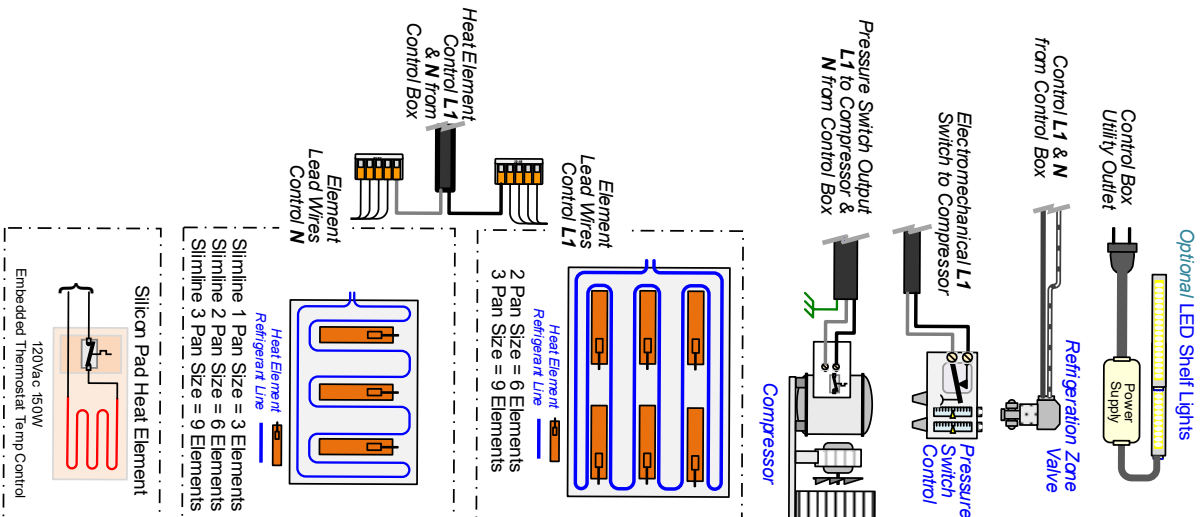 Optional LED Shelf Lights
Control Box
Utility Outlet
Power
Supply
Control L1 & N
from Control Box
Refrigeration Zone
Valve
Electromechanical L1
Switch to Compressor
Pressure
Switch
Control
Pressure Switch Output
L1 to Compressor &
N from Control Box
Compressor
Heat Element
Control L1
& N from
Control Box
Element
Lead Wires
Control L1
Element
Lead Wires
Control N
Heat Element
Refrigerant Line
2 Pan Size = 6 Elements
3 Pan Size = 9 Elements
Heat Element
Refrigerant Line
Slimline 1 Pan Size = 3 Elements
Slimline 2 Pan Size = 6 Elements
Slimline 3 Pan Size = 9 Elements
Silicon Pad Heat Element
120Vac 150W
Embedded Thermostat Temp Control